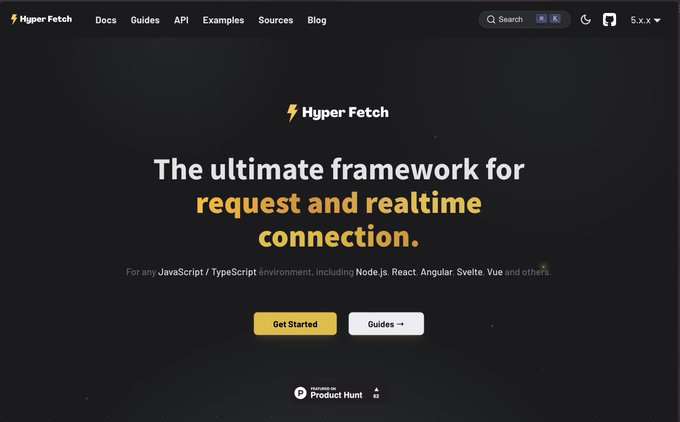 Hyper Fetch Docs Guides API Examples Sources Blog Search ⌘ K 5.x.x
Hyper Fetch
The ultimate framework for
request and realtime
connection.
For any JavaScript / TypeScript environment, including Node.js, React, Angular, Svelte, Vue and others.
Get Started Guides →
P FEATURED ON
Product Hunt ▲ 62